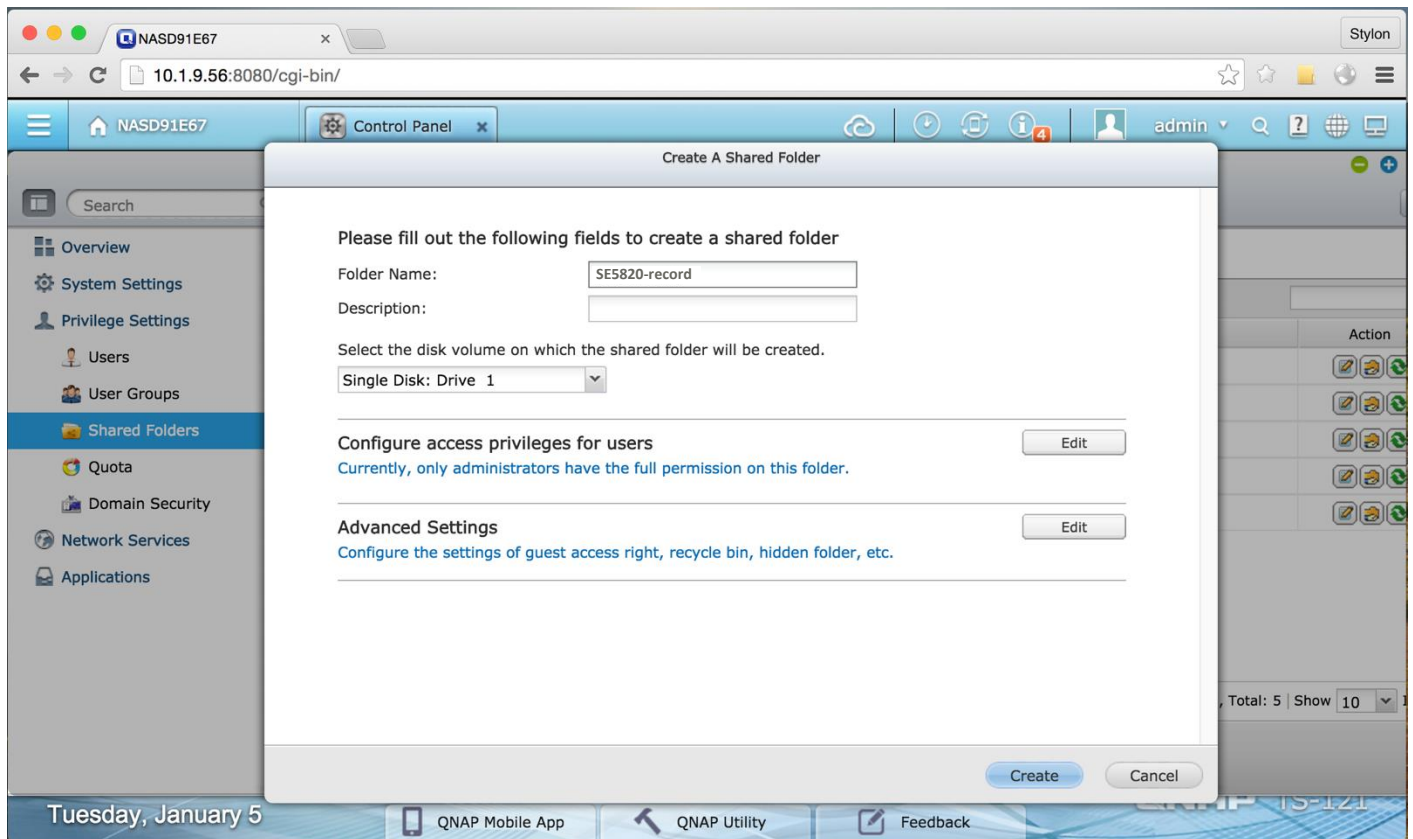 NASD91E67
Stylon
10.1.9.56:8080/cgi-bin/
NASD91E67
Control Panel
4
admin
?
Create A Shared Folder
Search
Overview
System Settings
Privilege Settings
Users
User Groups
Shared Folders
Quota
Domain Security
Network Services
Applications
Please fill out the following fields to create a shared folder
Folder Name:
SE5820-record
Description:
Select the disk volume on which the shared folder will be created.
Single Disk: Drive 1
Configure access privileges for users
Edit
Currently, only administrators have the full permission on this folder.
Advanced Settings
Edit
Configure the settings of guest access right, recycle bin, hidden folder, etc.
Action
, Total: 5 | Show 10
Create
Cancel
Tuesday, January 5
QNAP Mobile App
QNAP Utility
Feedback